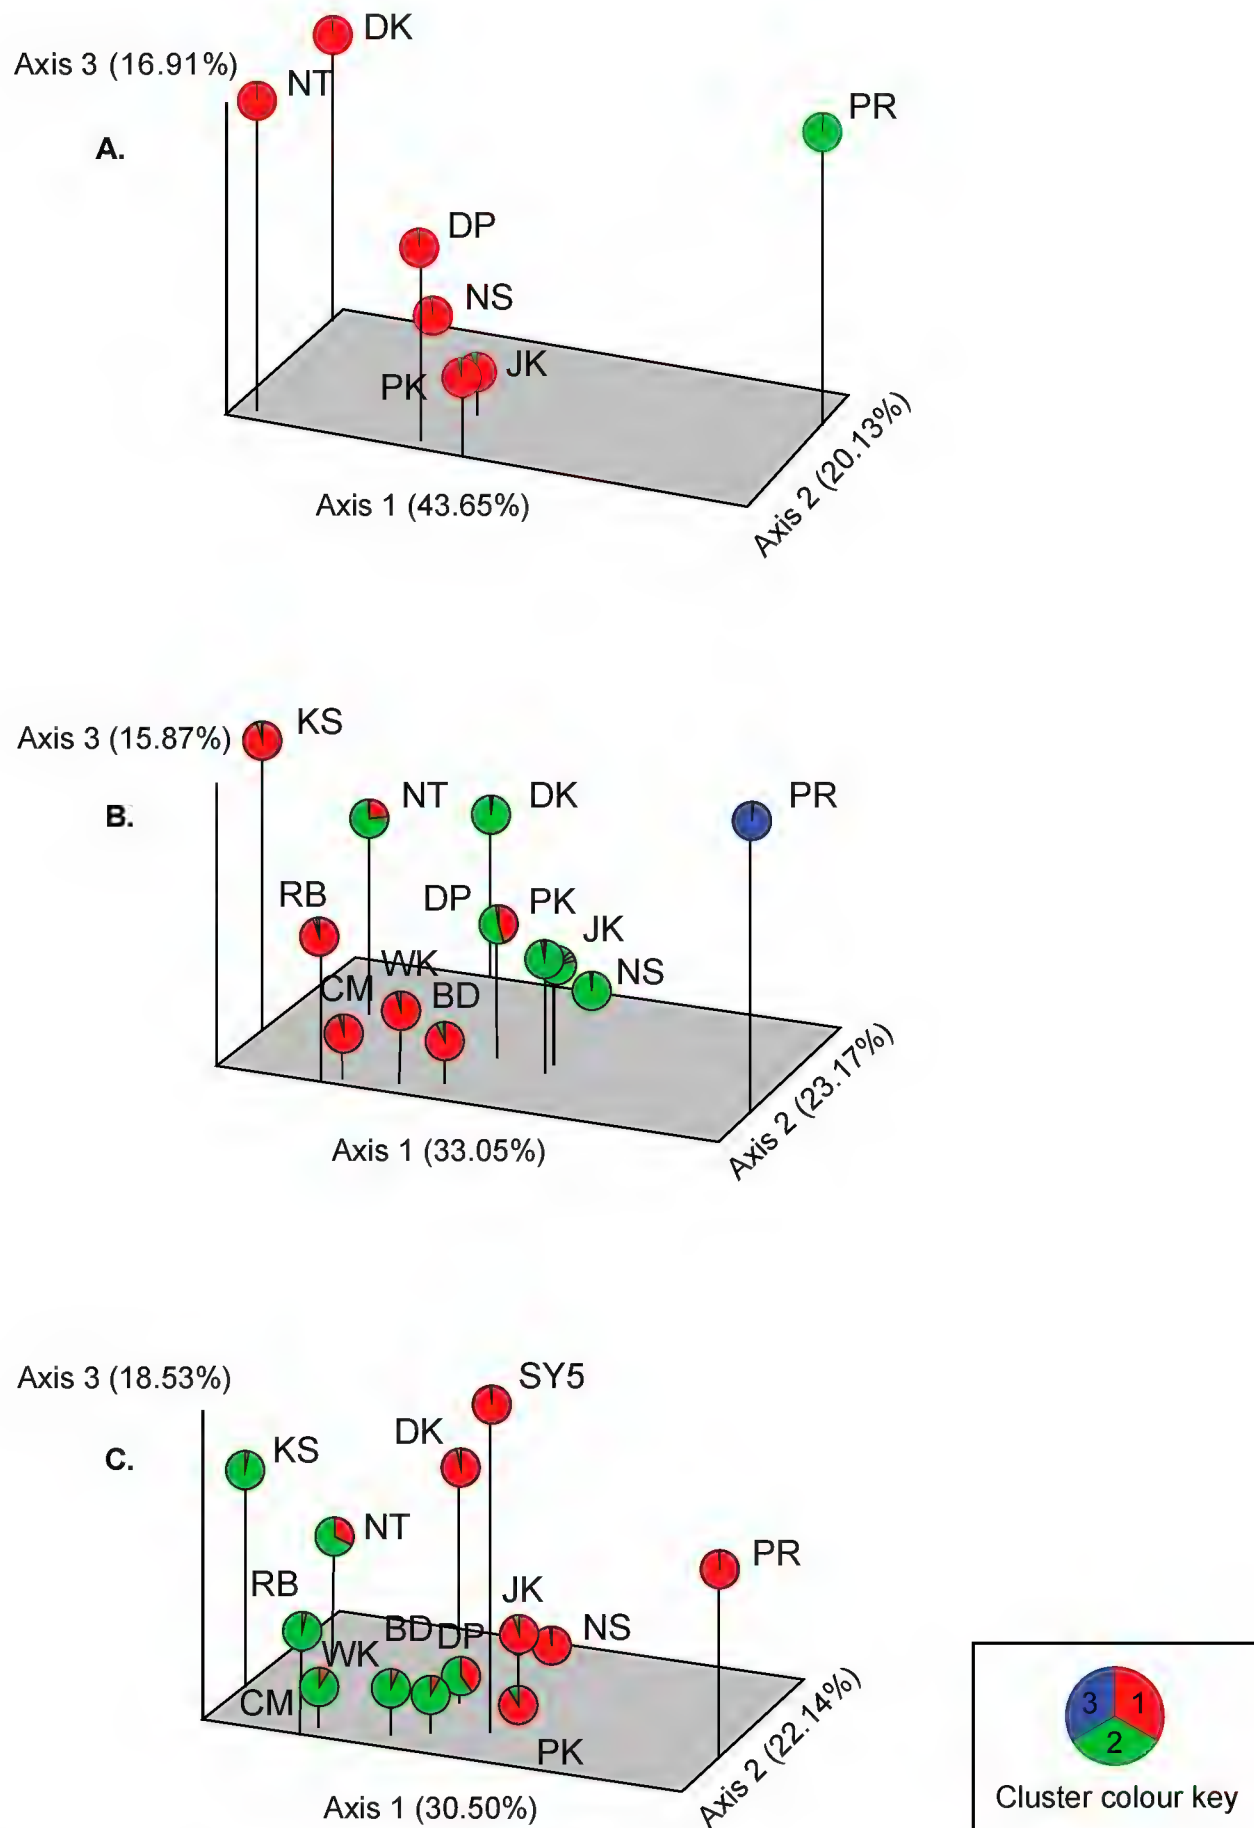 DK
Axis 3 (16.91%)
NT
PR
A.
DP
NS
JK
PK
Axis 1 (43.65%)
Axis 2 (20.13%)
KS
Axis 3 (15.87%)
NT
DK
PR
B.
RB
DP
PK
JK
WK
NS
CM
BD
Axis 1 (33.05%)
Axis 2 (23.17%)
Axis 3 (18.53%)
SY5
DK
KS
C.
NT
PR
RB
JK
BD
DP
NS
WK
CM
PK
Axis 1 (30.50%)
Axis 2 (22.14%)
3 1
2
Cluster colour key